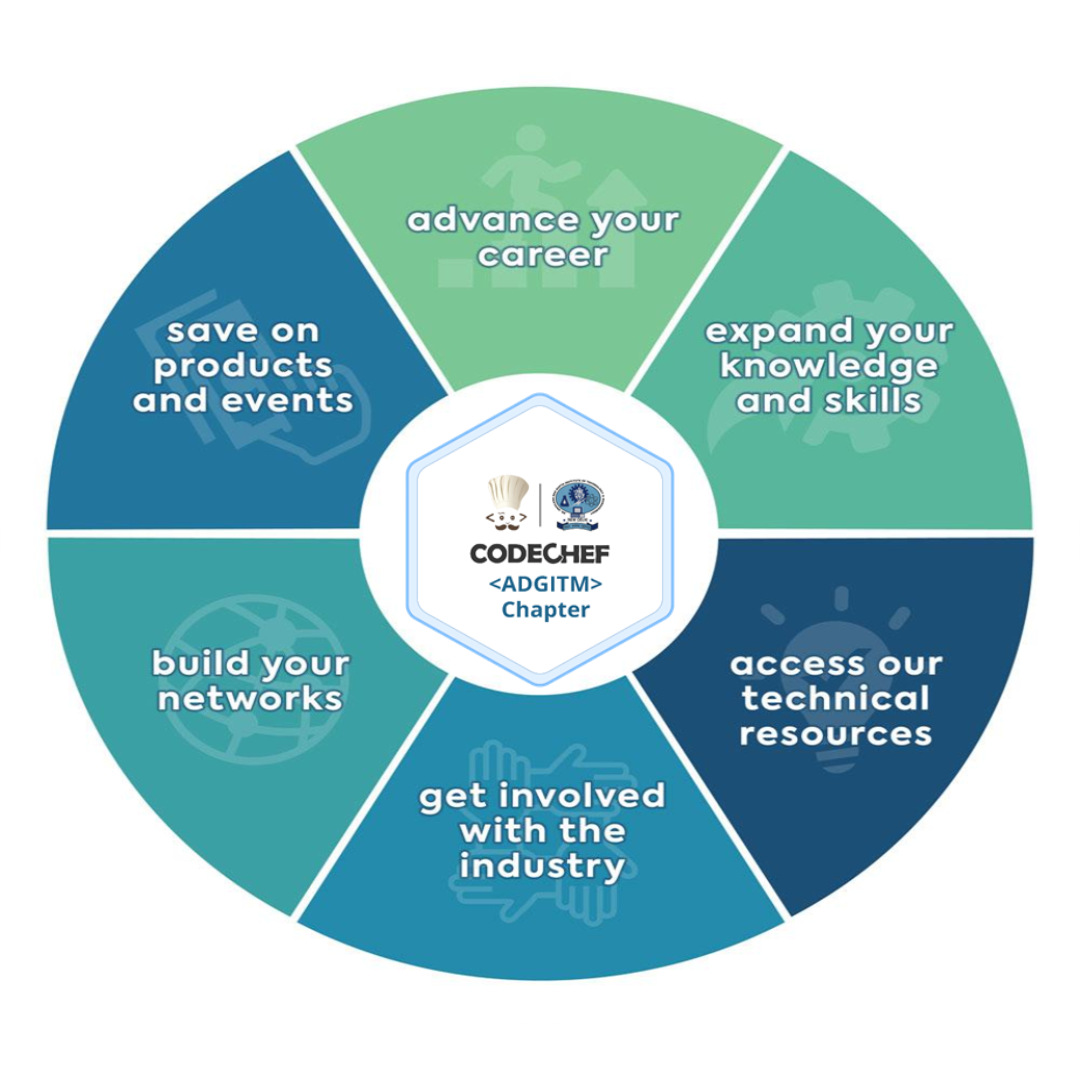 advance your
career
expand your
knowledge
and skills
access our
technical
resources
get involved
with the
industry
build your
networks
save on
products
and events
CODECHEF
<ADGITM>
Chapter